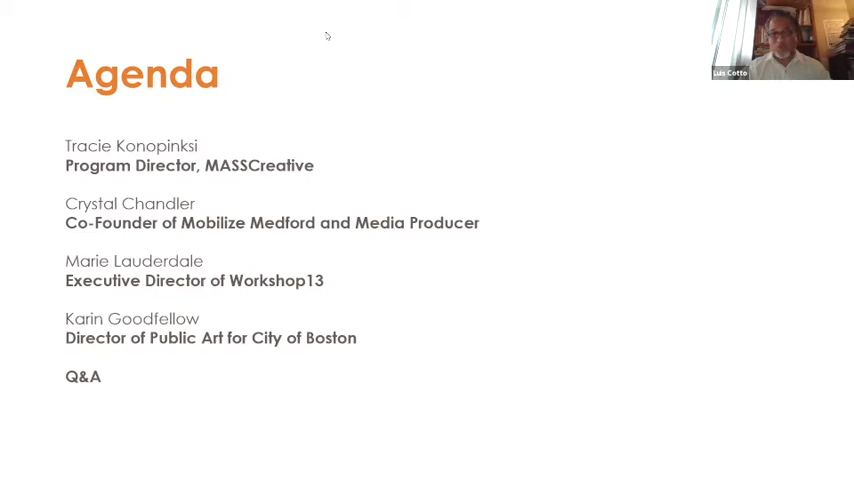 Agenda
Luis Cotto
Tracie Konopinksi
Program Director, MASSCreative
Crystal Chandler
Co-Founder of Mobilize Medford and Media Producer
Marie Lauderdale
Executive Director of Workshop13
Karin Goodfellow
Director of Public Art for City of Boston
Q&A